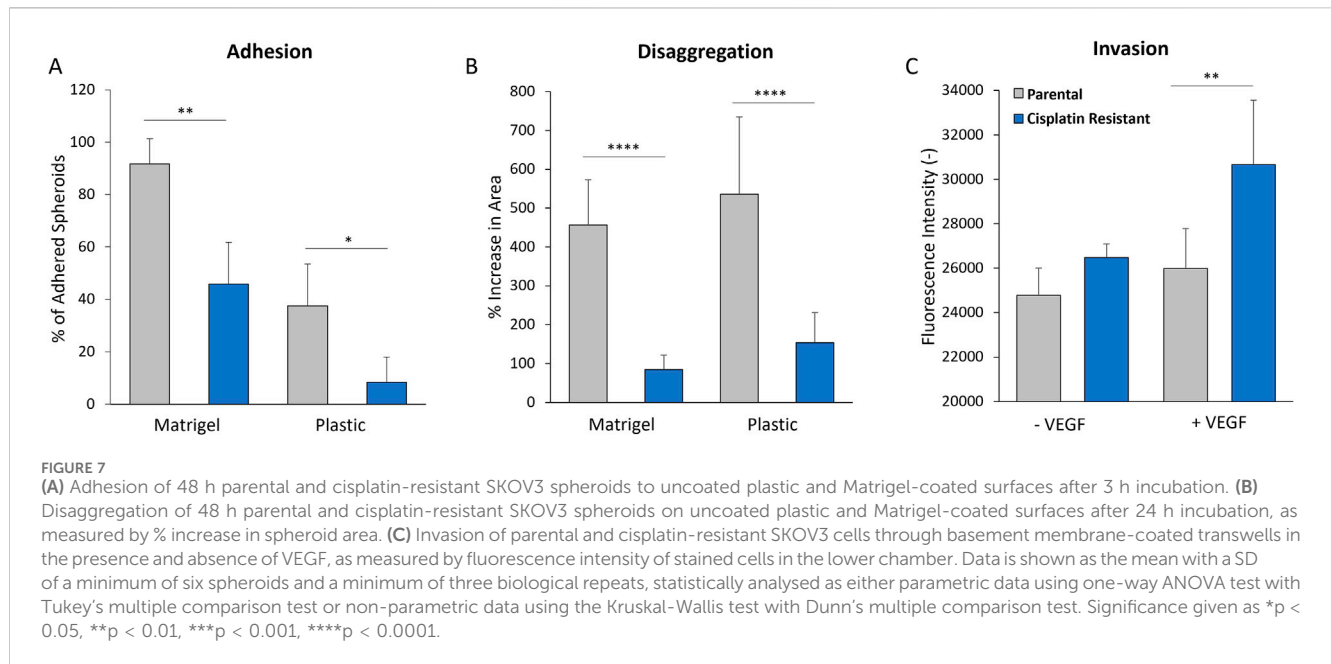 Adhesion
A
120
100
80
60
40
20
0
% of Adhered Spheroids
**
*
Matrigel Plastic
Disaggregation
B
800
700
600
500
400
300
200
100
0
% Increase in Area
****
****
Matrigel Plastic
Invasion
C
34000
32000
30000
28000
26000
24000
22000
20000
Fluorescence Intensity (-)
Parental
Cisplatin Resistant
**
- VEGF + VEGF
FIGURE 7
(A) Adhesion of 48 h parental and cisplatin-resistant SKOV3 spheroids to uncoated plastic and Matrigel-coated surfaces after 3 h incubation. (B)
Disaggregation of 48 h parental and cisplatin-resistant SKOV3 spheroids on uncoated plastic and Matrigel-coated surfaces after 24 h incubation, as
measured by % increase in spheroid area. (C) Invasion of parental and cisplatin-resistant SKOV3 cells through basement membrane-coated transwells in
the presence and absence of VEGF, as measured by fluorescence intensity of stained cells in the lower chamber. Data is shown as the mean with a SD
of a minimum of six spheroids and a minimum of three biological repeats, statistically analysed as either parametric data using one-way ANOVA test with
Tukey's multiple comparison test or non-parametric data using the Kruskal-Wallis test with Dunn's multiple comparison test. Significance given as *p <
0.05, **p < 0.01, ***p < 0.001, ****p < 0.0001.